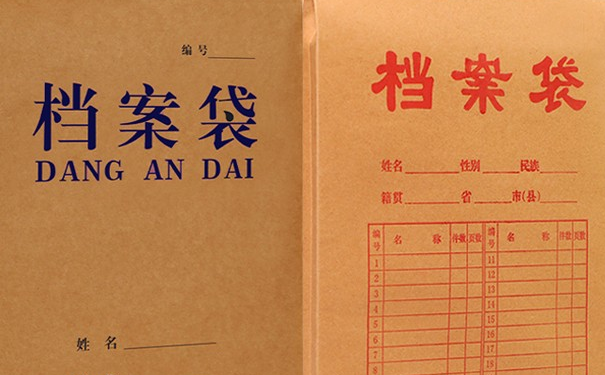 编号
档案袋
DANG AN DAI
姓名
档案袋
姓名 性别 民族
籍贯 省 市(县)
编号 名称 件数 页数 编号 名称 件数 页数
1 11
2 12
3 13
4 14
5 15
6 16
7 17
8 18